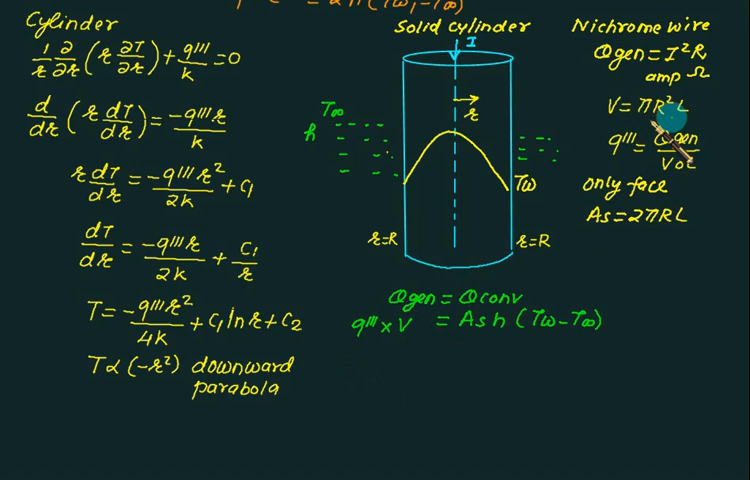 Cylinder
1/r ∂/∂r (r ∂T/∂r) + q'''/k = 0
d/dr (r dT/dr) = -q'''r/k
r dT/dr = -q'''r²/2k + C₁
dT/dr = -q'''r/2k + C₁/r
T = -q'''r²/4k + C₁ ln r + C₂
T ∝ (-r²) downward
parabola
Solid cylinder
I
r
T∞
h
Tw
r=R
r=R
Qgen = Qconv
q''' × V = As h (Tw - T∞)
Nichrome wire
Qgen = I²R,
amp Ω
V = πR²L
q''' = Qgen/Vol
only face
As = 2πRL